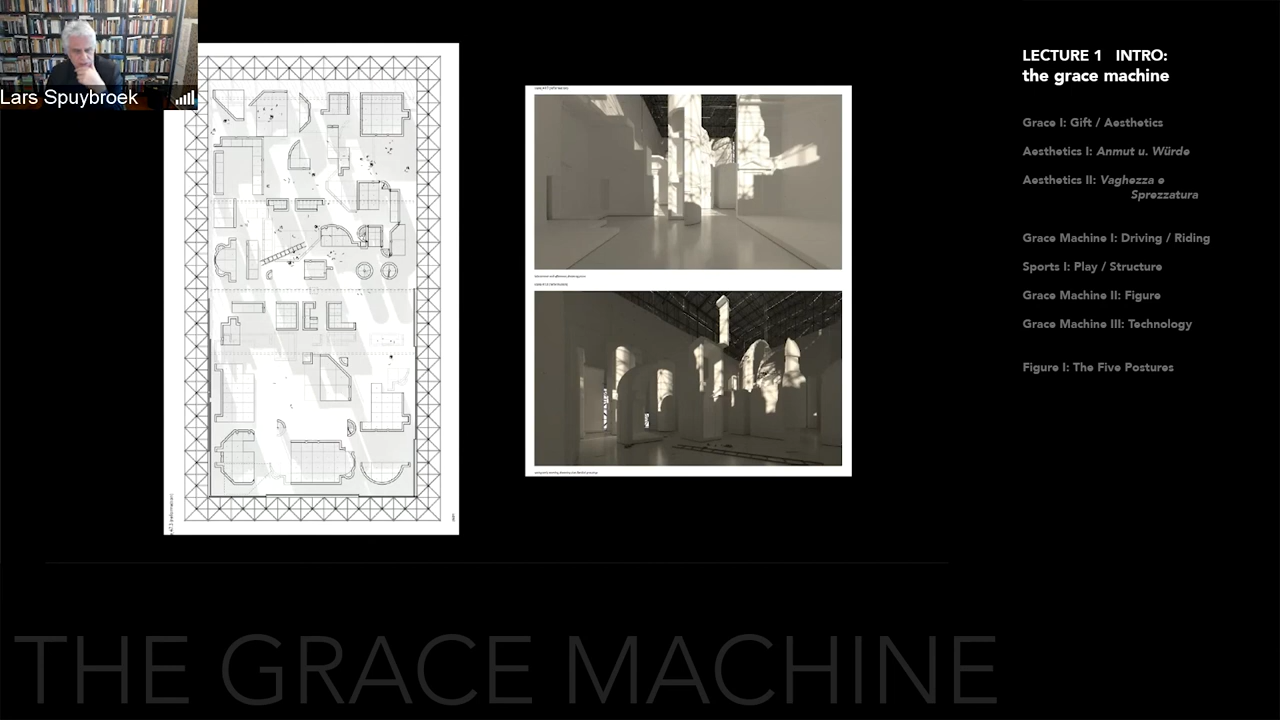 Lars Spuybroek
LECTURE 1 INTRO:
the grace machine
Grace I: Gift / Aesthetics
Aesthetics I: Anmut u. Würde
Aesthetics II: Vaghezza e
Sprezzatura
Grace Machine I: Driving / Riding
Sports I: Play / Structure
Grace Machine II: Figure
Grace Machine III: Technology
Figure I: The Five Postures
THE GRACE MACHINE